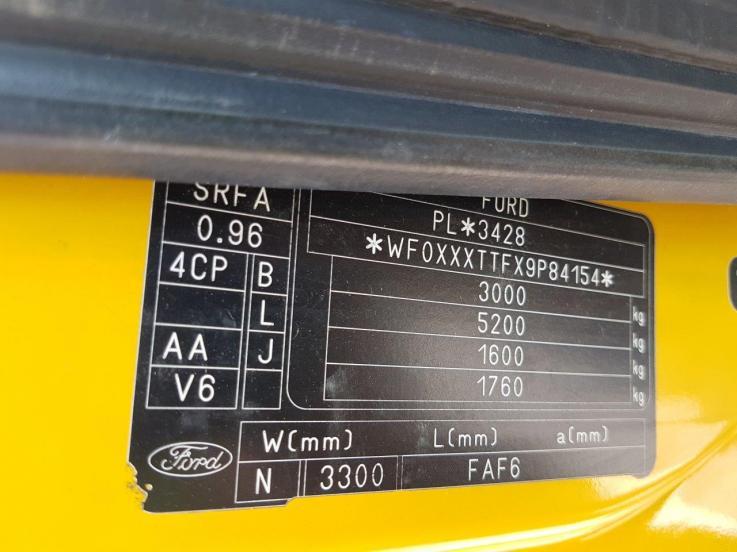 SRFA
0.96
4CP B
L
AA J
V6
FORD
PL*3428
*WF0XXXTTFX9P84154*
3000 kg
5200 kg
1600 kg
1760 kg
Ford
W(mm) L(mm) a(mm)
N 3300 FAF6